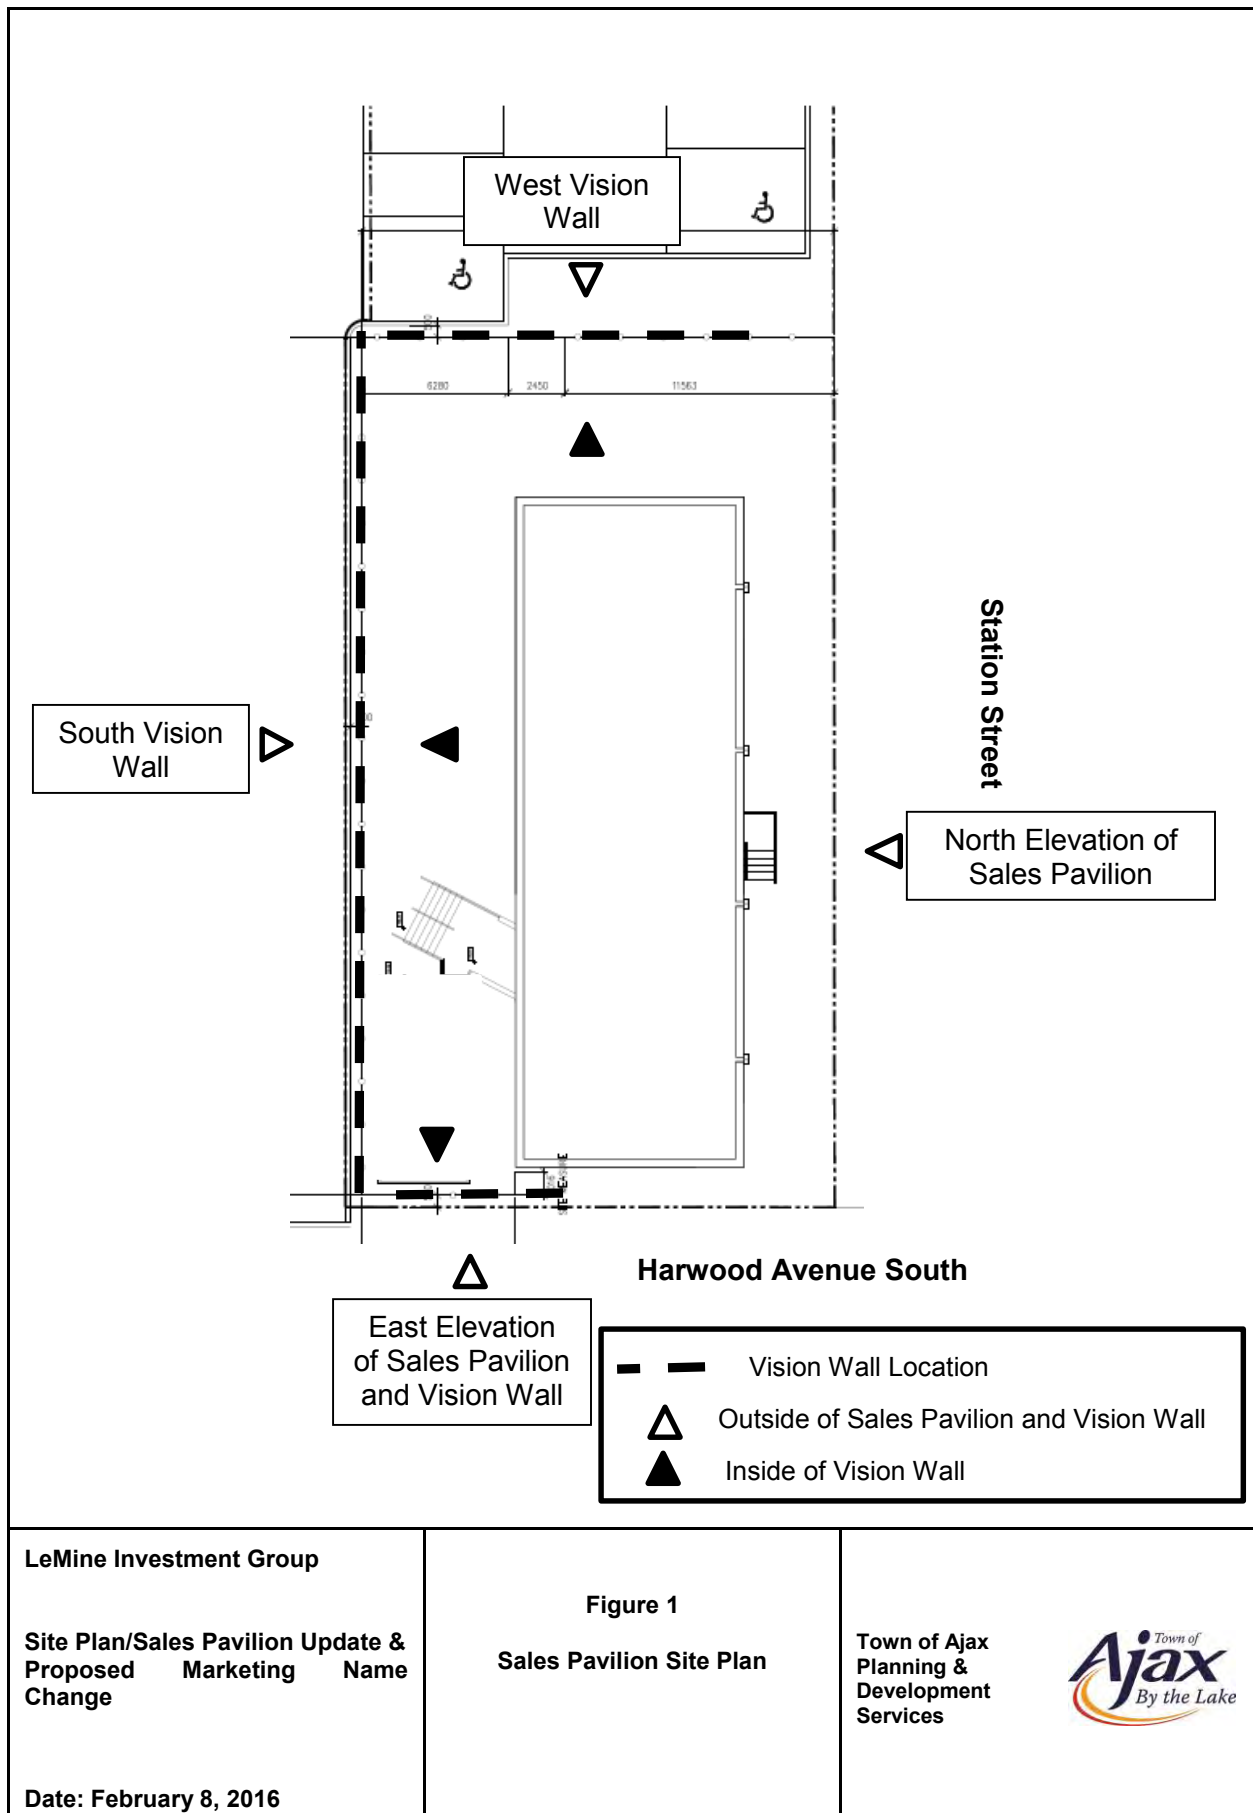 West Vision
Wall
6280
2450
11563
Station Street
South Vision
Wall
North Elevation of
Sales Pavilion
Harwood Avenue South
East Elevation
of Sales Pavilion
and Vision Wall
Vision Wall Location
Outside of Sales Pavilion and Vision Wall
Inside of Vision Wall
LeMine Investment Group
Site Plan/Sales Pavilion Update &
Proposed Marketing Name
Change
Date: February 8, 2016
Figure 1
Sales Pavilion Site Plan
Town of Ajax
Planning &
Development
Services
Town of
Ajax
By the Lake